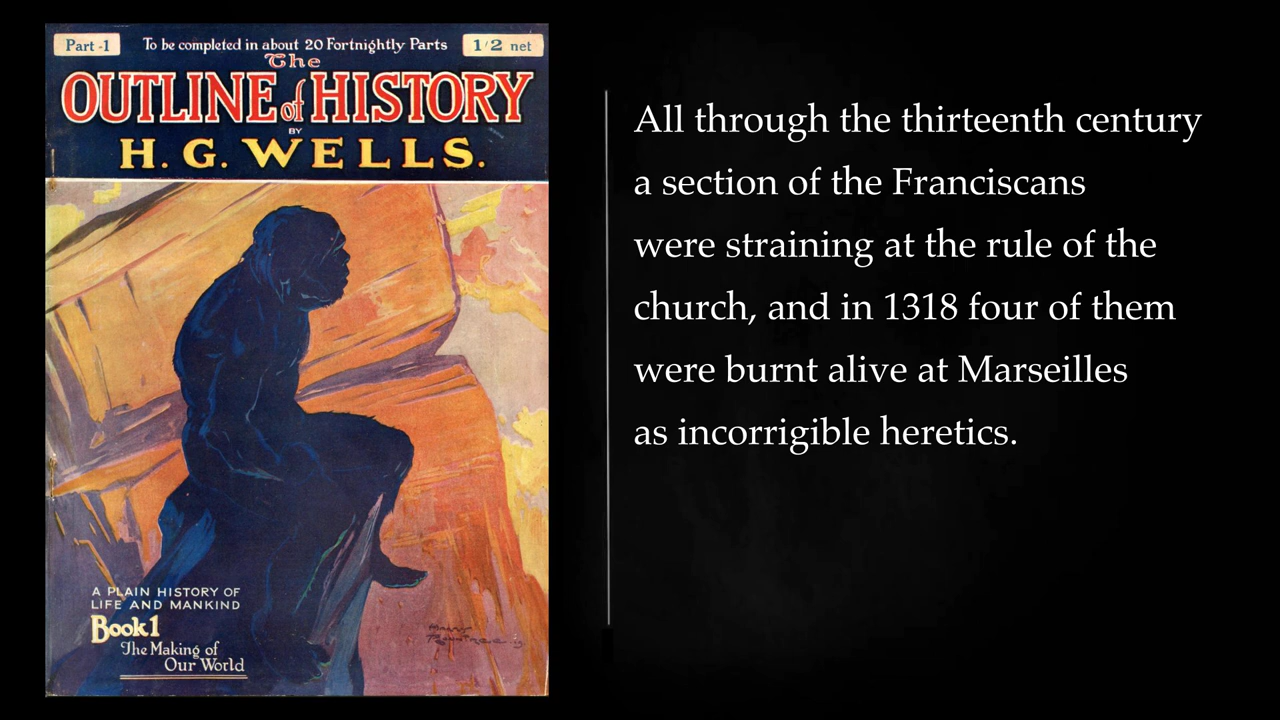 Part -1
To be completed in about 20 Fortnightly Parts
1/2 net
The
OUTLINE of HISTORY
BY
H. G. WELLS.
A PLAIN HISTORY OF
LIFE AND MANKIND
Book 1
The Making of
Our World
All through the thirteenth century
a section of the Franciscans
were straining at the rule of the
church, and in 1318 four of them
were burnt alive at Marseilles
as incorrigible heretics.